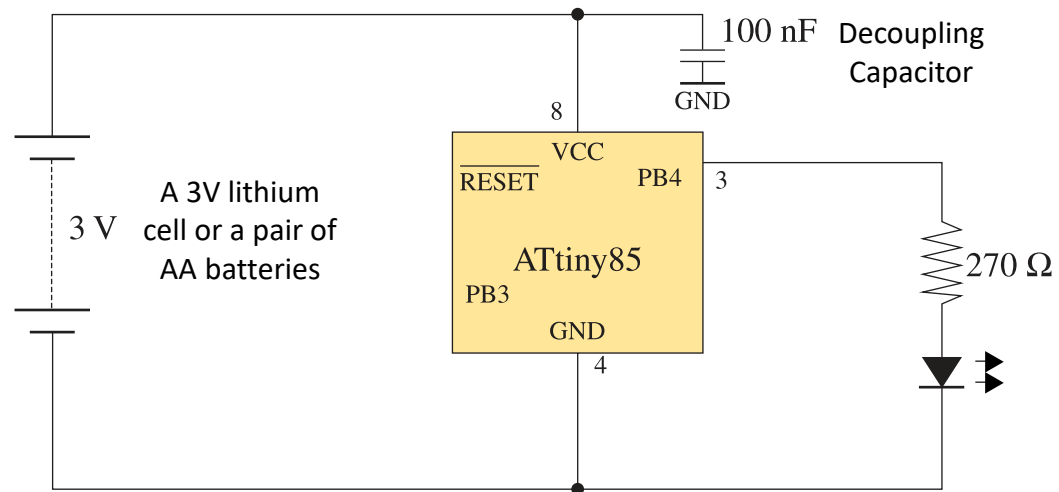 100 nF
Decoupling
Capacitor
GND
8
VCC
RESET
PB4
3
3 V
A 3V lithium
cell or a pair of
AA batteries
ATtiny85
270 Ω
PB3
GND
4